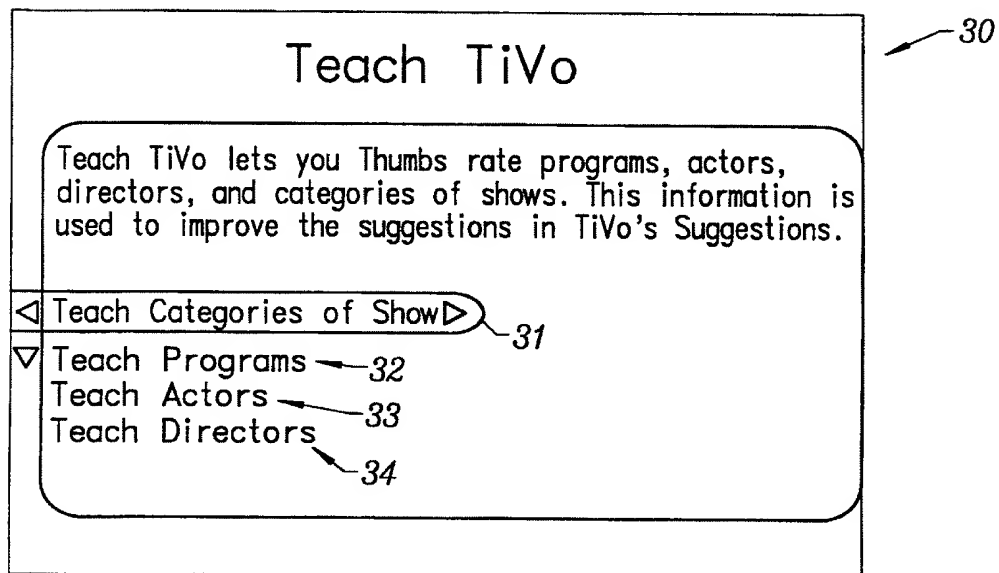 Teach TiVo
30
Teach TiVo lets you Thumbs rate programs, actors,
directors, and categories of shows. This information is
used to improve the suggestions in TiVo's Suggestions.
Teach Categories of Show
31
Teach Programs 32
Teach Actors 33
Teach Directors
34